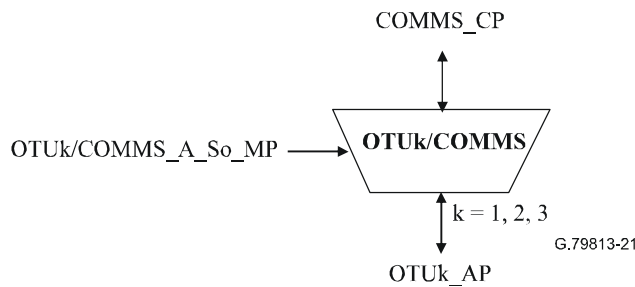 COMMS_CP
OTUk/COMMS
OTUk/COMMS_A_So_MP
k = 1, 2, 3
G.79813-21
OTUk_AP